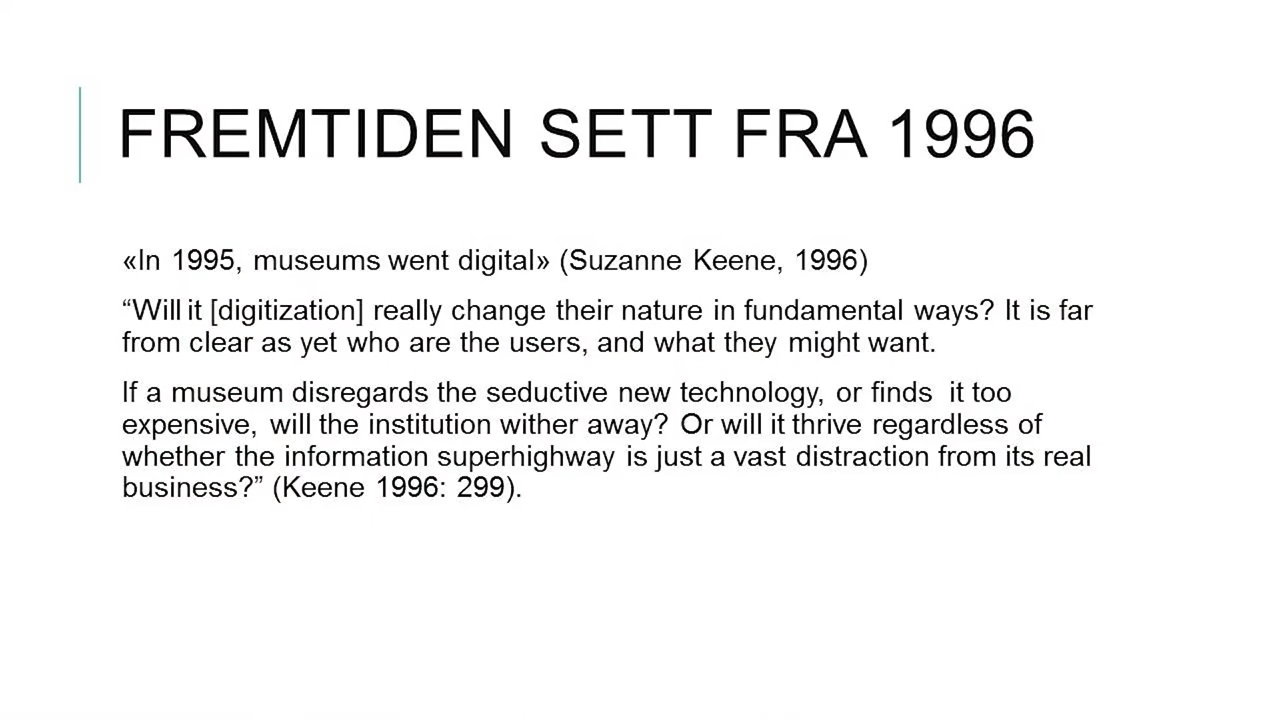 FREMTIDEN SETT FRA 1996
«In 1995, museums went digital» (Suzanne Keene, 1996)
“Will it [digitization] really change their nature in fundamental ways? It is far
from clear as yet who are the users, and what they might want.
If a museum disregards the seductive new technology, or finds  it too
expensive, will the institution wither away? Or will it thrive regardless of
whether the information superhighway is just a vast distraction from its real
business?” (Keene 1996: 299).